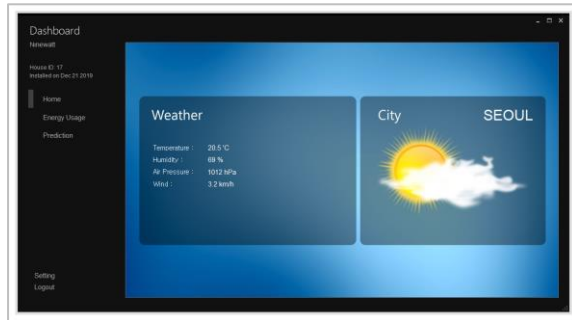 Dashboard
Ninewatt
House ID: 17
Installed on Dec 21 2019
Home
Energy Usage
Prediction
Setting
Logout
Weather
Temperature : 20.5 °C
Humidity : 69 %
Air Pressure : 1012 hPa
Wind : 3.2 km/h
City SEOUL